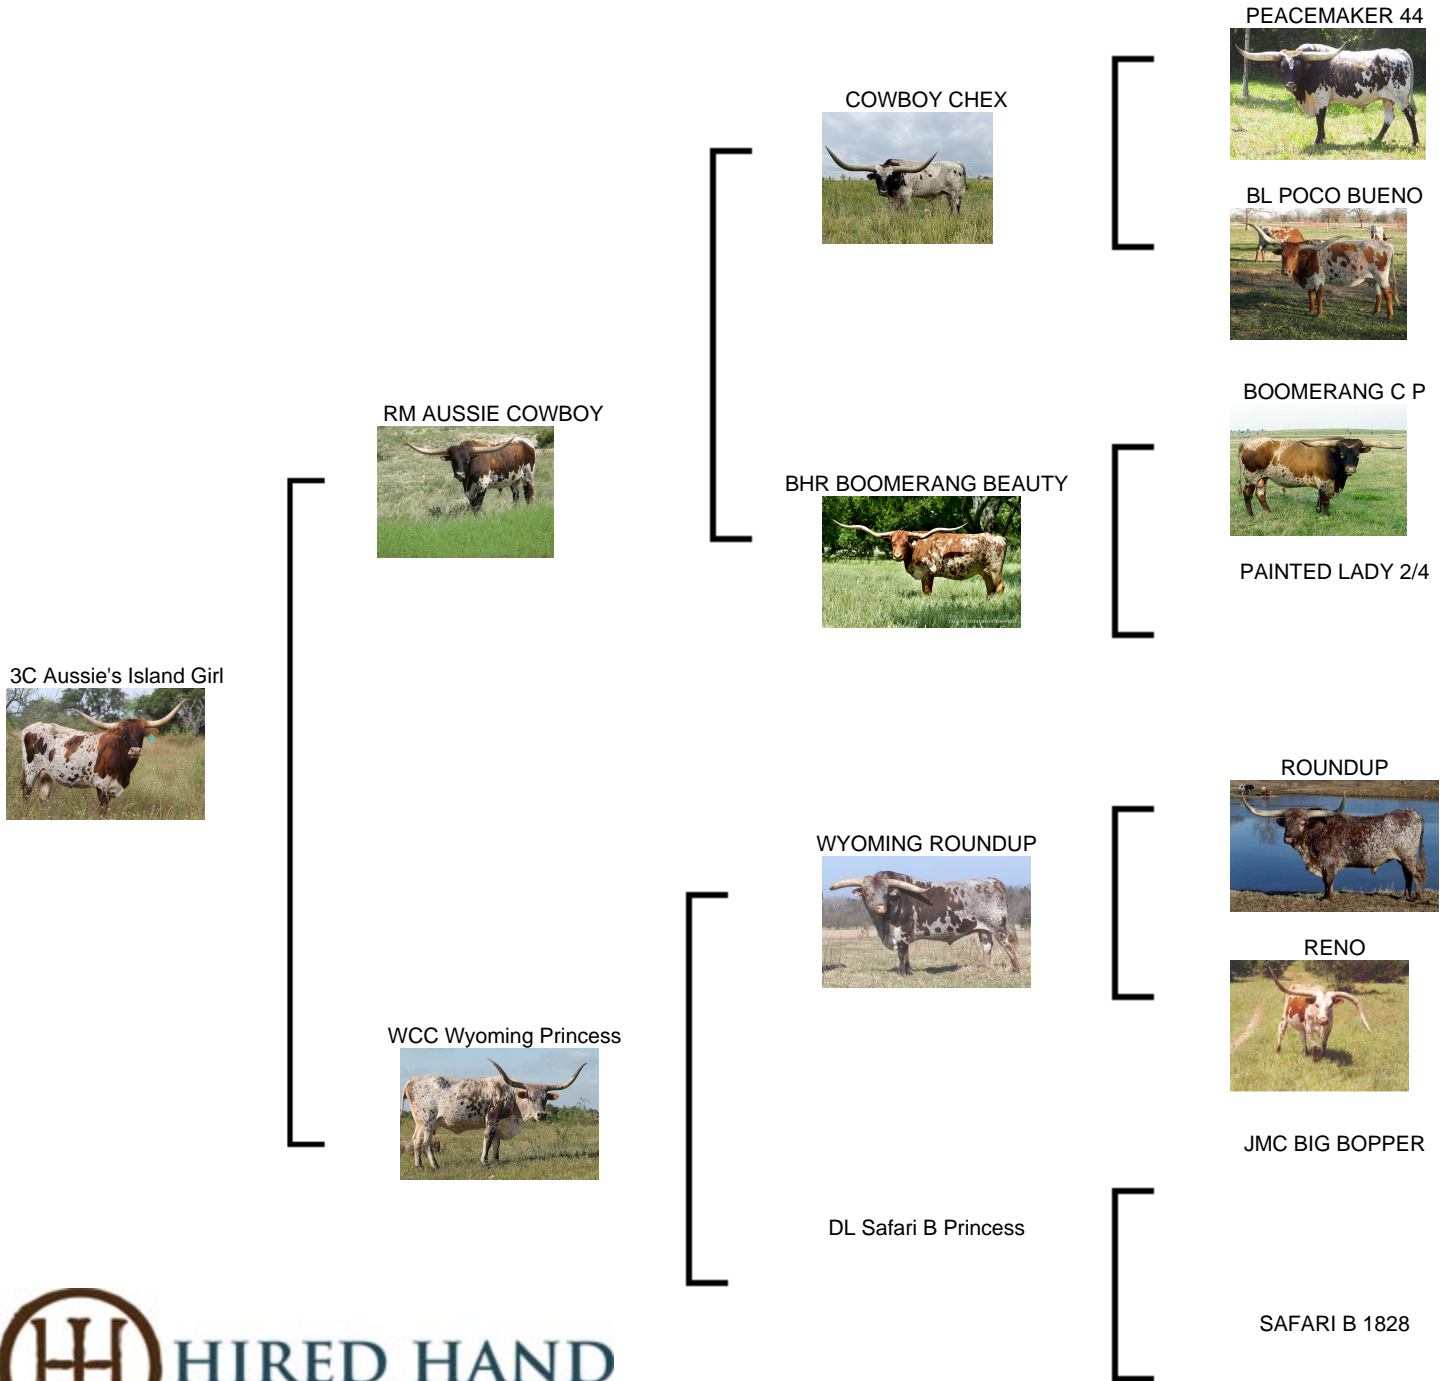 PEACEMAKER 44
COWBOY CHEX
BL POCO BUENO
RM AUSSIE COWBOY
BOOMERANG C P
BHR BOOMERANG BEAUTY
PAINTED LADY 2/4
3C Aussie's Island Girl
ROUNDUP
WYOMING ROUNDUP
RENO
WCC Wyoming Princess
JMC BIG BOPPER
DL Safari B Princess
SAFARI B 1828
HIRED HAND